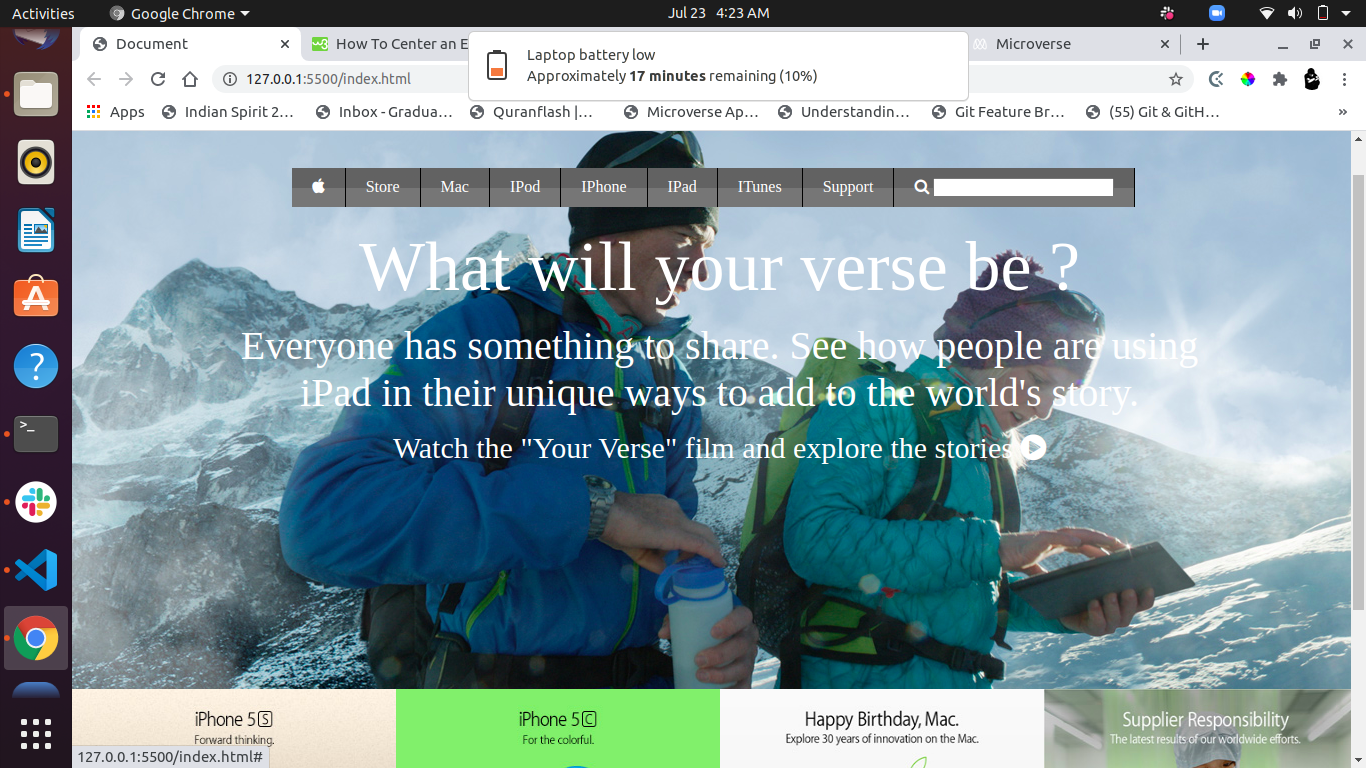 Activities
Google Chrome
Jul 23 4:23 AM
Document
How To Center an E
Microverse
Laptop battery low
Approximately 17 minutes remaining (10%)
127.0.0.1:5500/index.html
Apps
Indian Spirit 2…
Inbox - Gradua…
Quranflash |…
Microverse Ap…
Understandin…
Git Feature Br…
(55) Git & GitH…
»
Store
Mac
IPod
IPhone
IPad
ITunes
Support
What will your verse be ?
Everyone has something to share. See how people are using
iPad in their unique ways to add to the world's story.
Watch the "Your Verse" film and explore the stories
iPhone 5S
Forward thinking.
iPhone 5C
For the colorful.
Happy Birthday, Mac.
Explore 30 years of innovation on the Mac.
Supplier Responsibility
The latest results of our worldwide efforts.
127.0.0.1:5500/index.html#